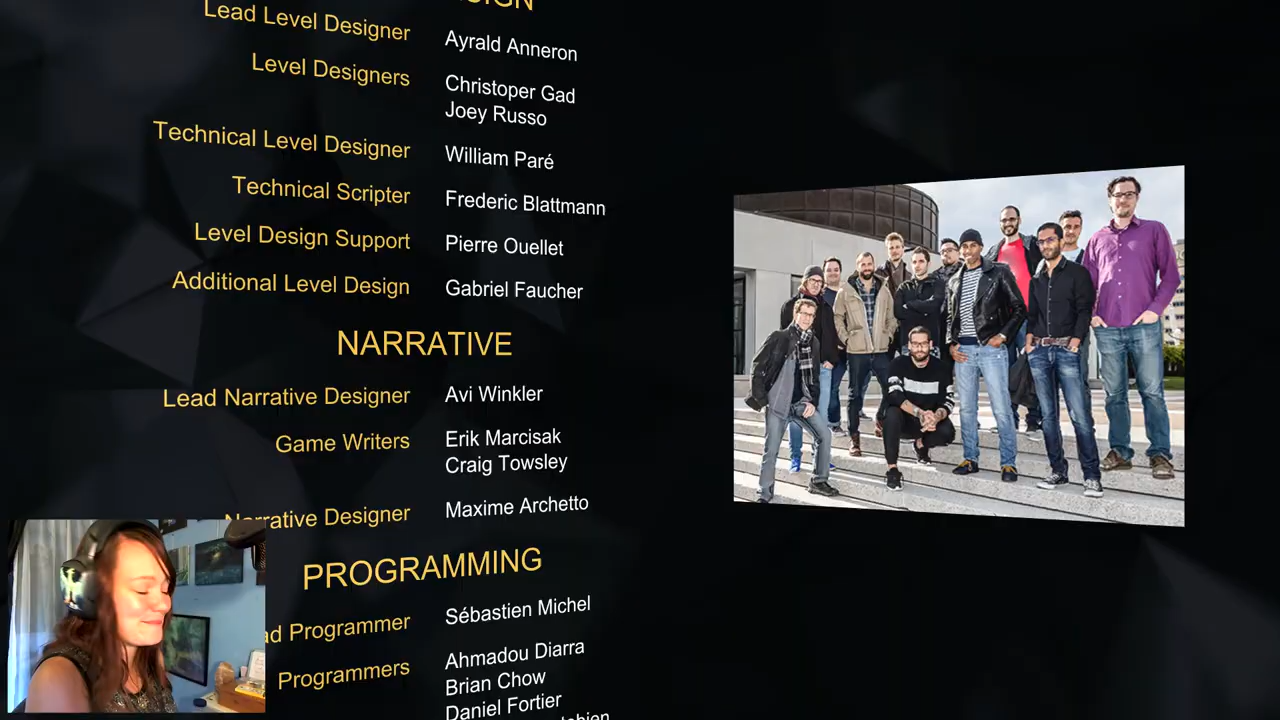 Lead Level Designer Ayrald Anneron
Level Designers Christoper Gad
Joey Russo
Technical Level Designer William Paré
Technical Scripter Frederic Blattmann
Level Design Support Pierre Ouellet
Additional Level Design Gabriel Faucher
NARRATIVE
Lead Narrative Designer Avi Winkler
Game Writers Erik Marcisak
Craig Towsley
Narrative Designer Maxime Archetto
PROGRAMMING
Programmer Sébastien Michel
Programmers Ahmadou Diarra
Brian Chow
Daniel Fortier